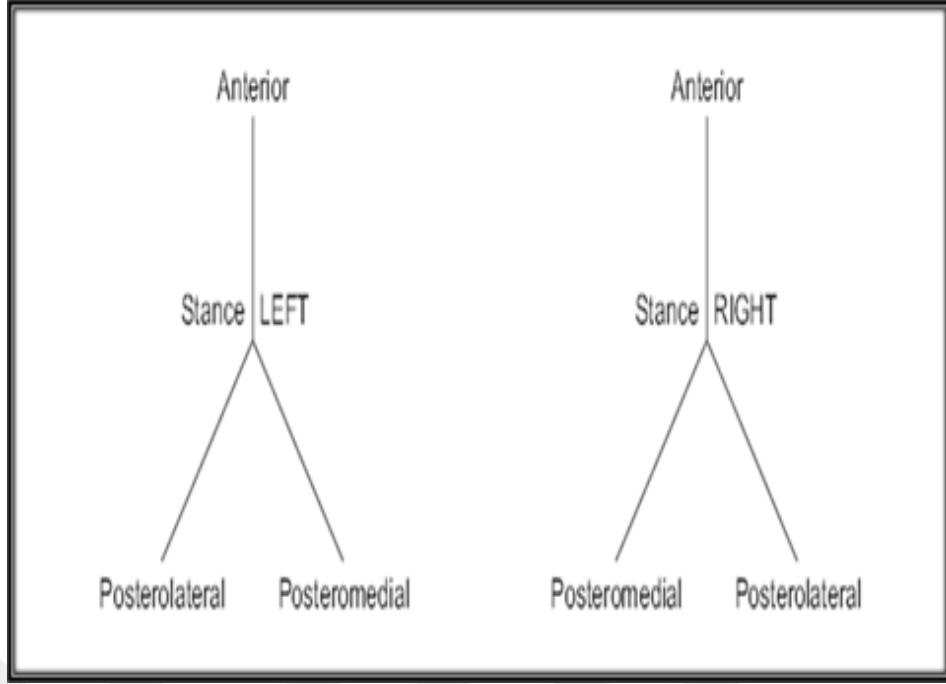 Anterior
Stance LEFT
Posterolateral Posteromedial
Anterior
Stance RIGHT
Posteromedial Posterolateral